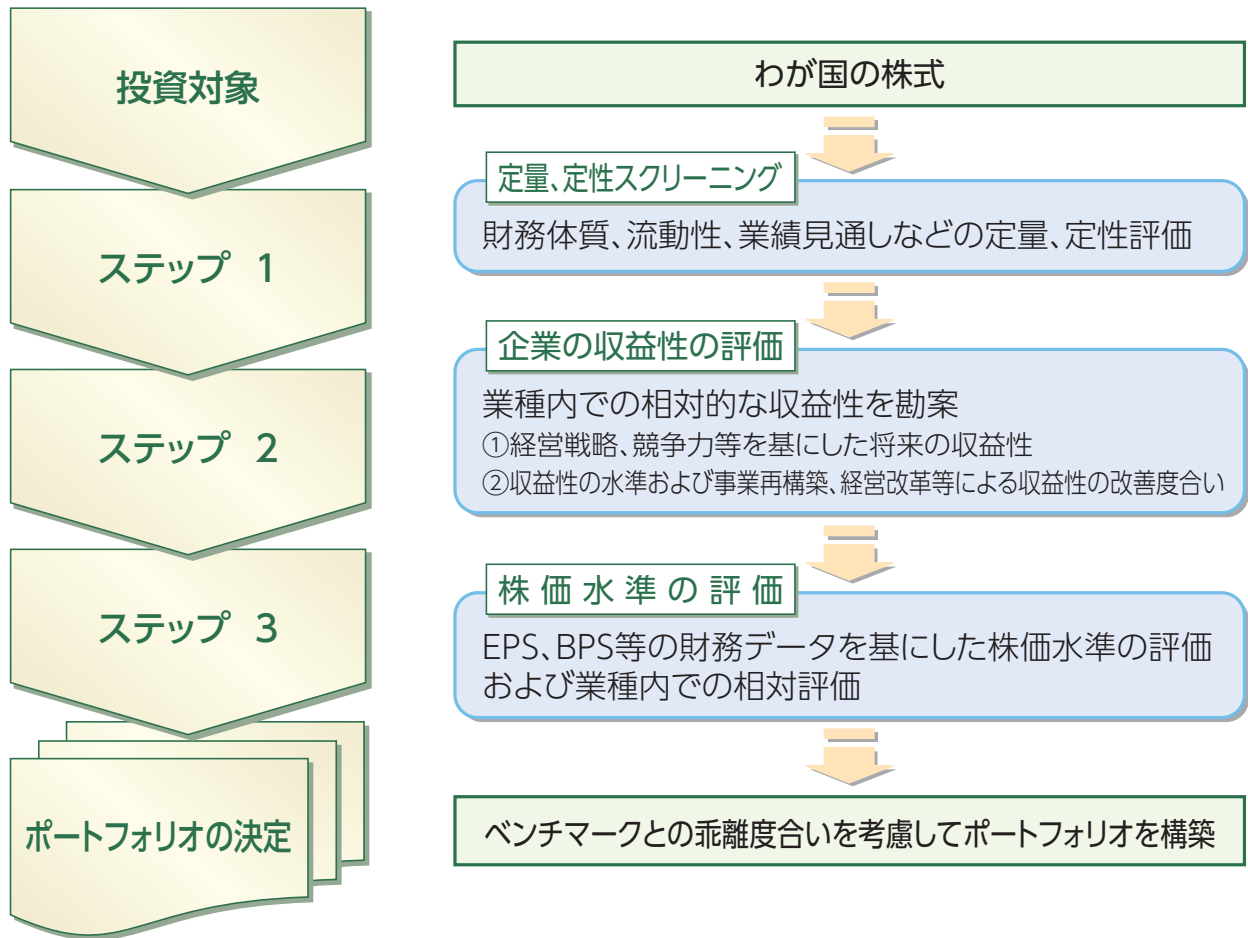 投資対象
わが国の株式
ステップ 1
定量、定性スクリーニング
財務体質、流動性、業績見通しなどの定量、定性評価
ステップ 2
企業の収益性の評価
業種内での相対的な収益性を勘案
①経営戦略、競争力等を基にした将来の収益性
②収益性の水準および事業再構築、経営改革等による収益性の改善度合い
ステップ 3
株価水準の評価
EPS、BPS等の財務データを基にした株価水準の評価
および業種内での相対評価
ポートフォリオの決定
ベンチマークとの乖離度合いを考慮してポートフォリオを構築